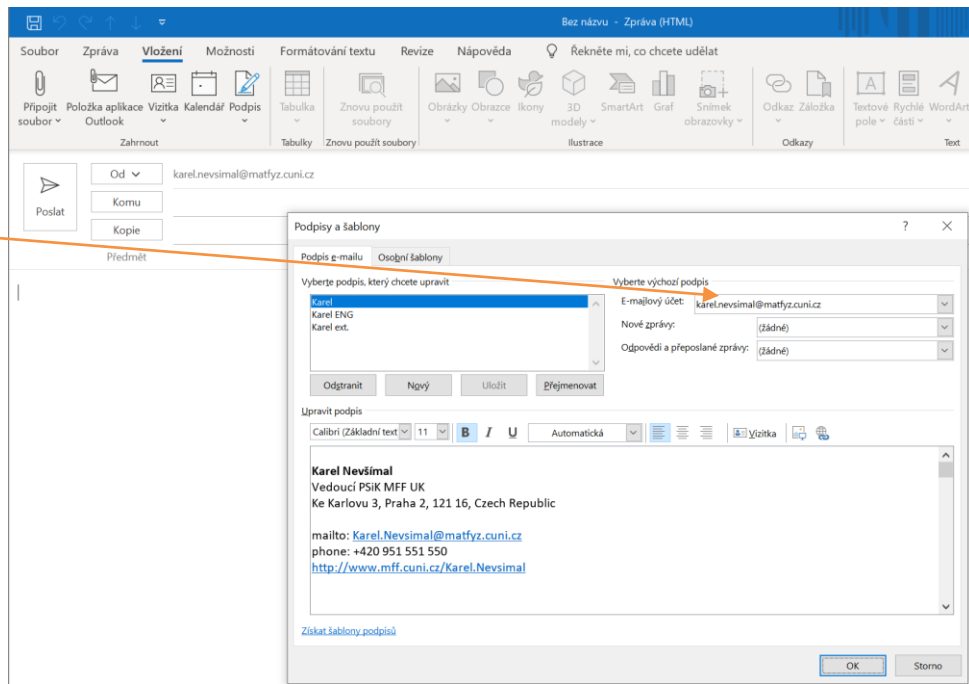 Bez názvu - Zpráva (HTML)
Soubor Zpráva Vložení Možnosti Formátování textu Revize Nápověda Řekněte mi, co chcete udělat
Připojit soubor
Položka aplikace Outlook
Vizitka
Kalendář
Podpis
Tabulka
Znovu použít soubory
Obrázky
Obrazce
Ikony
3D modely
SmartArt
Graf
Snímek obrazovky
Odkaz
Záložka
Textové pole
Rychlé části
WordArt
Zahrnout
Tabulky
Znovu použít soubory
Ilustrace
Odkazy
Text
Poslat
Od
karel.nevsimal@matfyz.cuni.cz
Komu
Kopie
Předmět
Podpisy a šablony ?
Podpis e-mailu Osobní šablony
Vyberte podpis, který chcete upravit
Karel
Karel ENG
Karel ext.
Odstranit Nový Uložit Přejmenovat
Vyberte výchozí podpis
E-mailový účet: karel.nevsimal@matfyz.cuni.cz
Nové zprávy: (žádné)
Odpovědi a přeposlané zprávy: (žádné)
Upravit podpis
Calibri (Základní text 11 B I U Automatická Vizitka
Karel Nevšímal
Vedoucí PSiK MFF UK
Ke Karlovu 3, Praha 2, 121 16, Czech Republic
mailto: Karel.Nevsimal@matfyz.cuni.cz
phone: +420 951 551 550
http://www.mff.cuni.cz/Karel.Nevsimal
Získat šablony podpisů
OK Storno